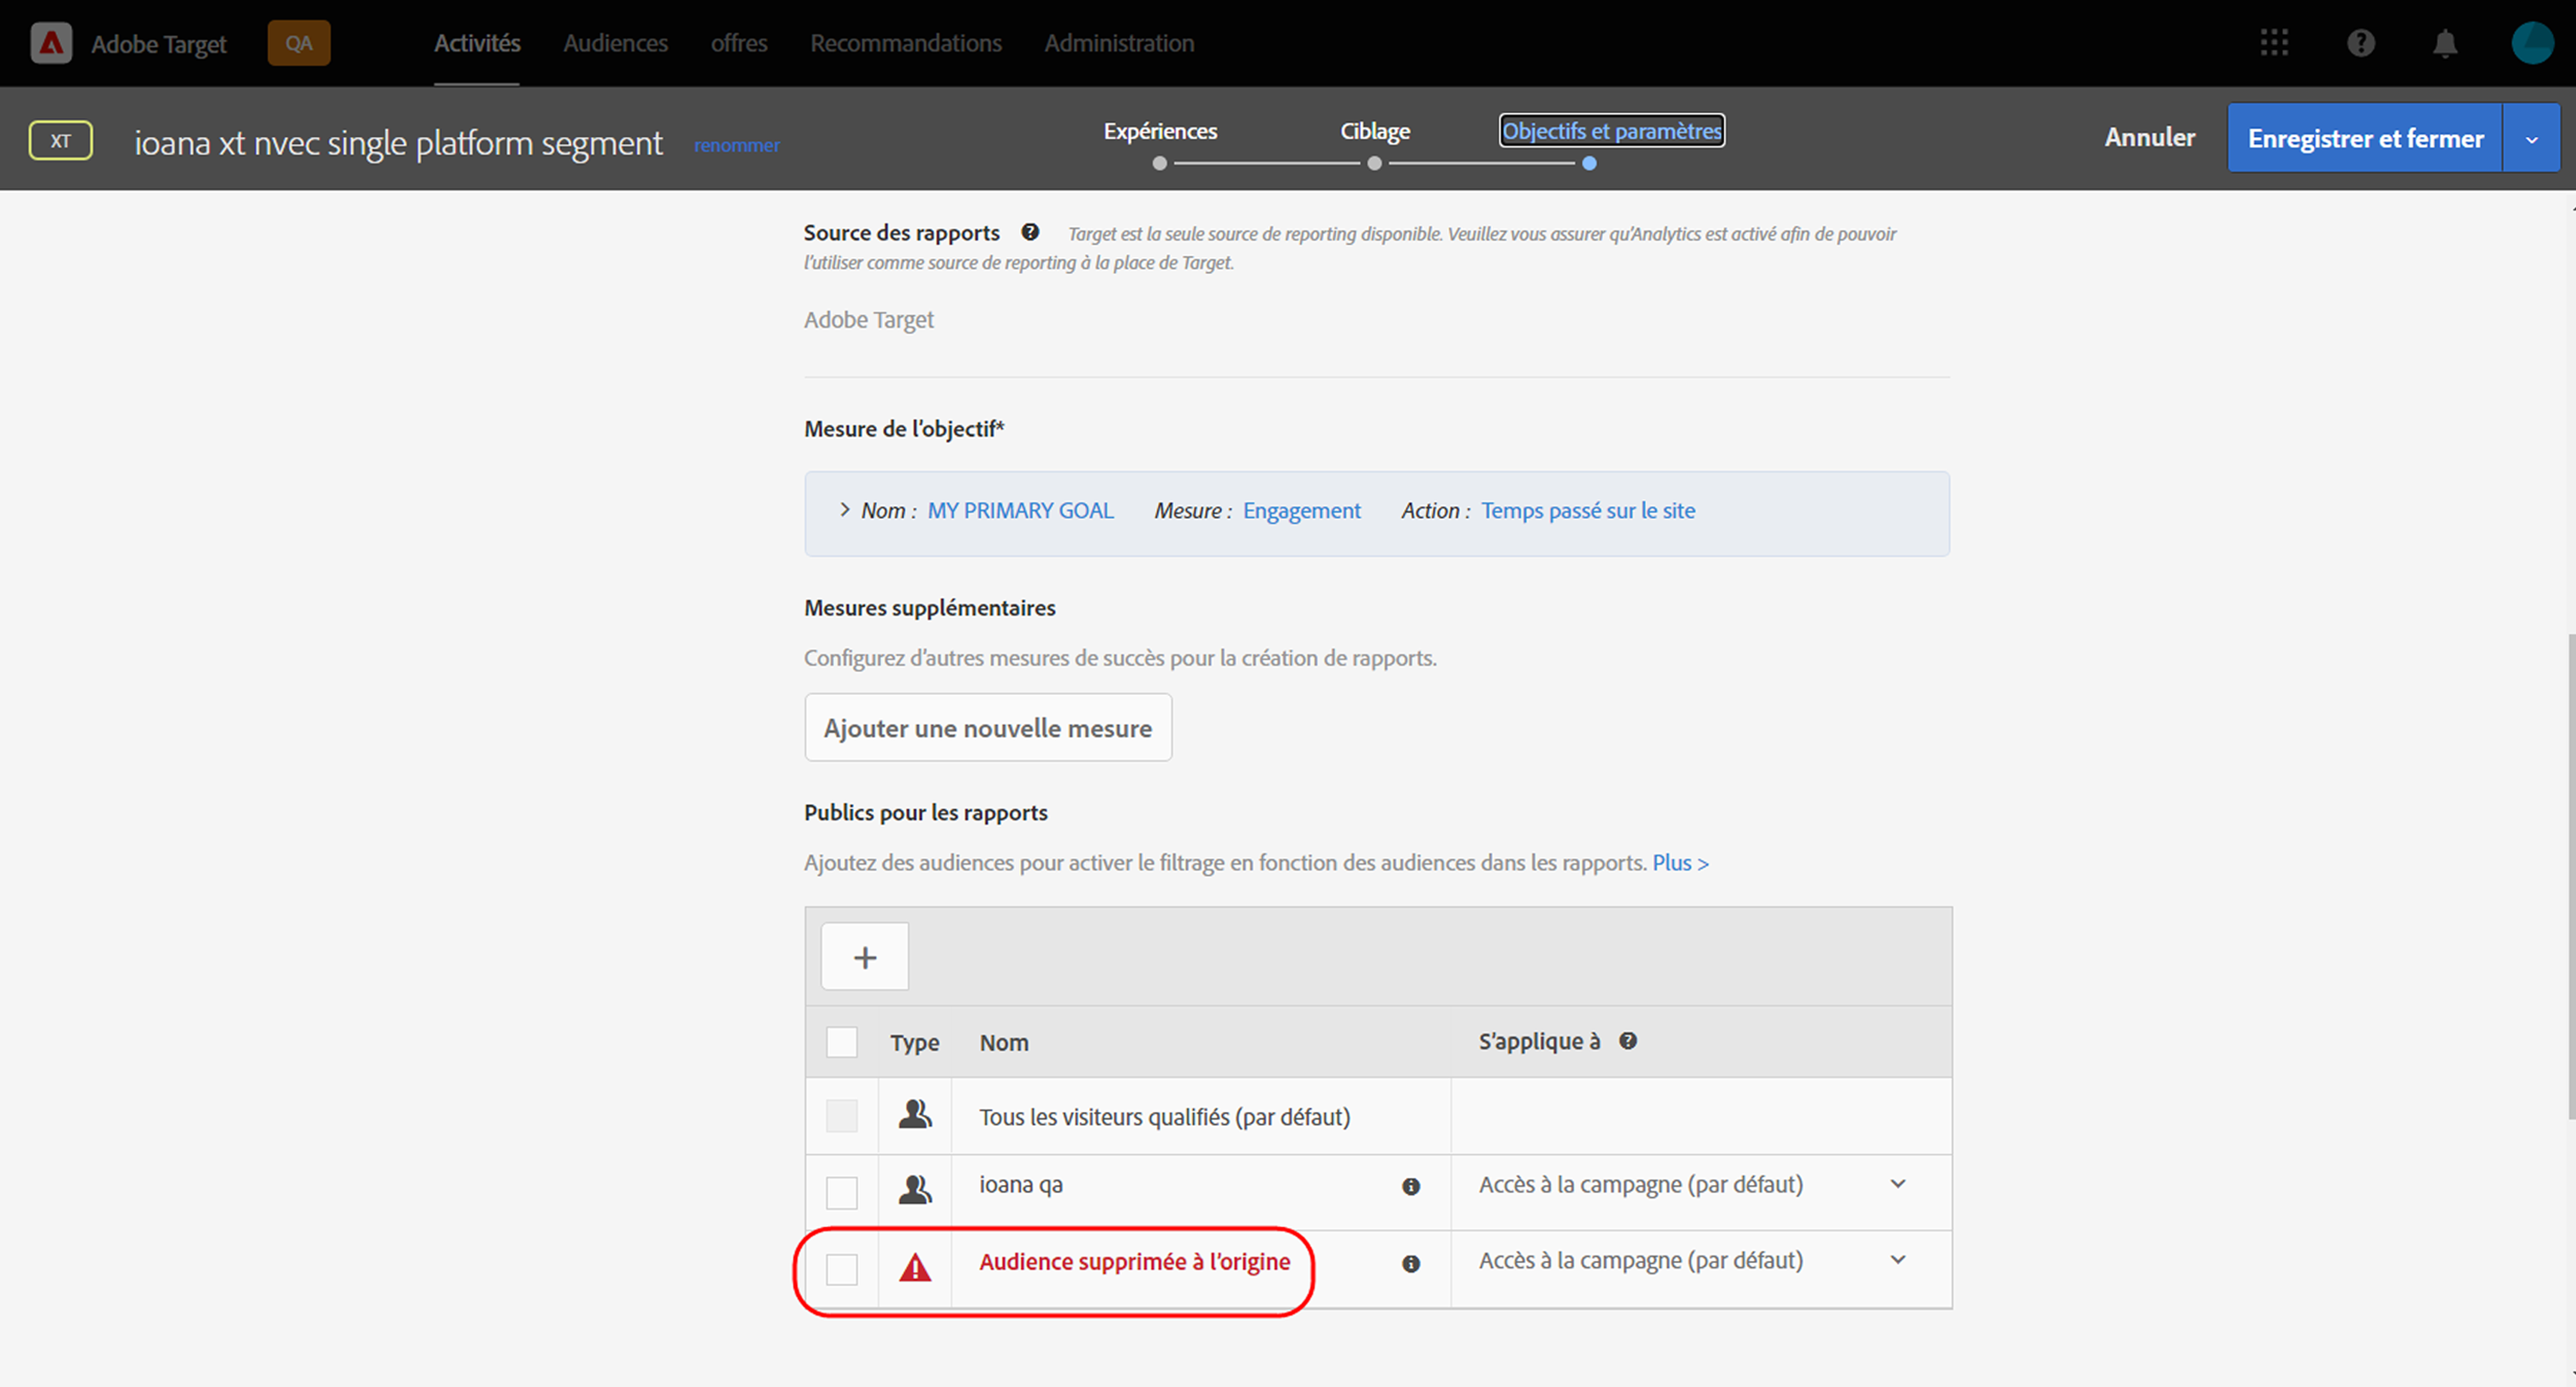 Adobe Target QA Activités Audiences offres Recommandations Administration
XT ioana xt nvec single platform segment renommer Expériences Ciblage Objectifs et paramètres Annuler Enregistrer et fermer
Source des rapports Target est la seule source de reporting disponible. Veuillez vous assurer qu’Analytics est activé afin de pouvoir
l’utiliser comme source de reporting à la place de Target.
Adobe Target
Mesure de l’objectif*
Nom : MY PRIMARY GOAL Mesure : Engagement Action : Temps passé sur le site
Mesures supplémentaires
Configurez d’autres mesures de succès pour la création de rapports.
Ajouter une nouvelle mesure
Publics pour les rapports
Ajoutez des audiences pour activer le filtrage en fonction des audiences dans les rapports. Plus >
+
Type Nom S’applique à
Tous les visiteurs qualifiés (par défaut)
ioana qa Accès à la campagne (par défaut)
Audience supprimée à l’origine Accès à la campagne (par défaut)